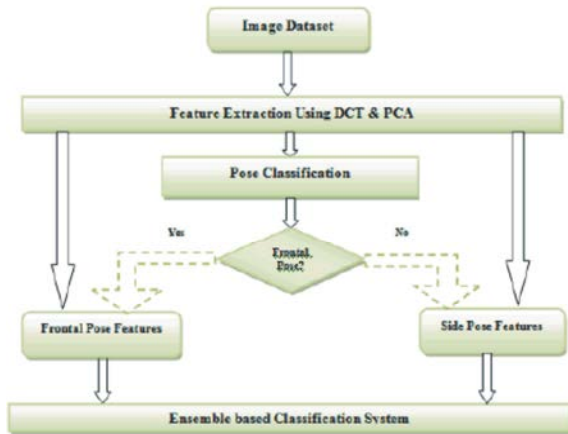 Image Dataset
Feature Extraction Using DCT & PCA
Pose Classification
Yes
No
Frontal
Pose?
Frontal Pose Features
Side Pose Features
Ensemble based Classification System